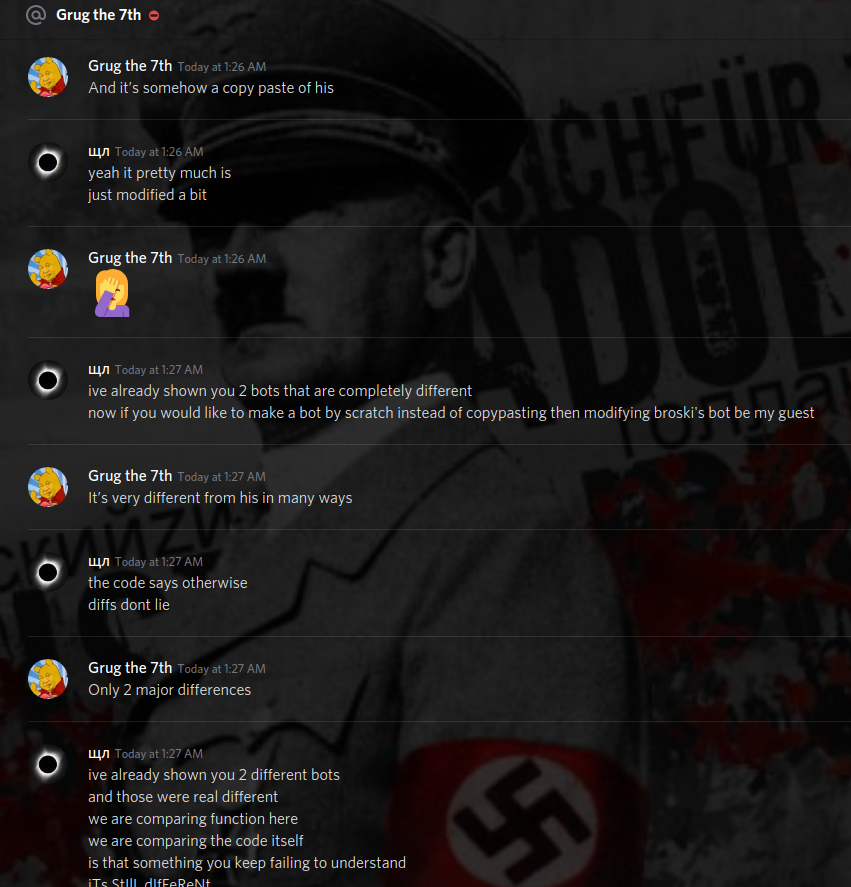 Grug the 7th
Grug the 7th Today at 1:26 AM
And it's somehow a copy paste of his
щл Today at 1:26 AM
yeah it pretty much is
just modified a bit
Grug the 7th Today at 1:26 AM
щл Today at 1:27 AM
ive already shown you 2 bots that are completely different
now if you would like to make a bot by scratch instead of copypasting then modifying broski's bot be my guest
Grug the 7th Today at 1:27 AM
It's very different from his in many ways
щл Today at 1:27 AM
the code says otherwise
diffs dont lie
Grug the 7th Today at 1:27 AM
Only 2 major differences
щл Today at 1:27 AM
ive already shown you 2 different bots
and those were real different
we are comparing function here
we are comparing the code itself
is that something you keep failing to understand
iTs StIlL dIfFeReNt